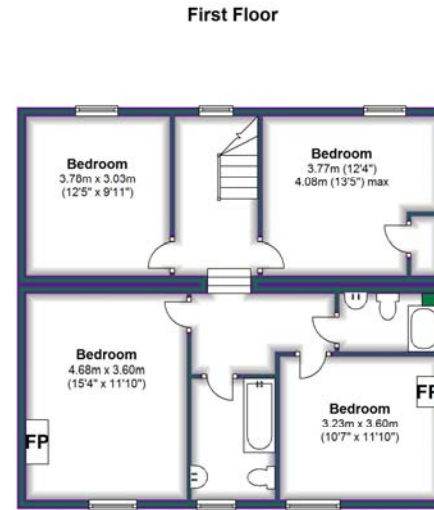 First Floor
Bedroom
3.78m x 3.03m
(12'5" x 9'11")
Bedroom
3.77m (12'4")
4.08m (13'5") max
Bedroom
4.68m x 3.60m
(15'4" x 11'10")
FP
Bedroom
3.23m x 3.60m
(10'7" x 11'10")
FP